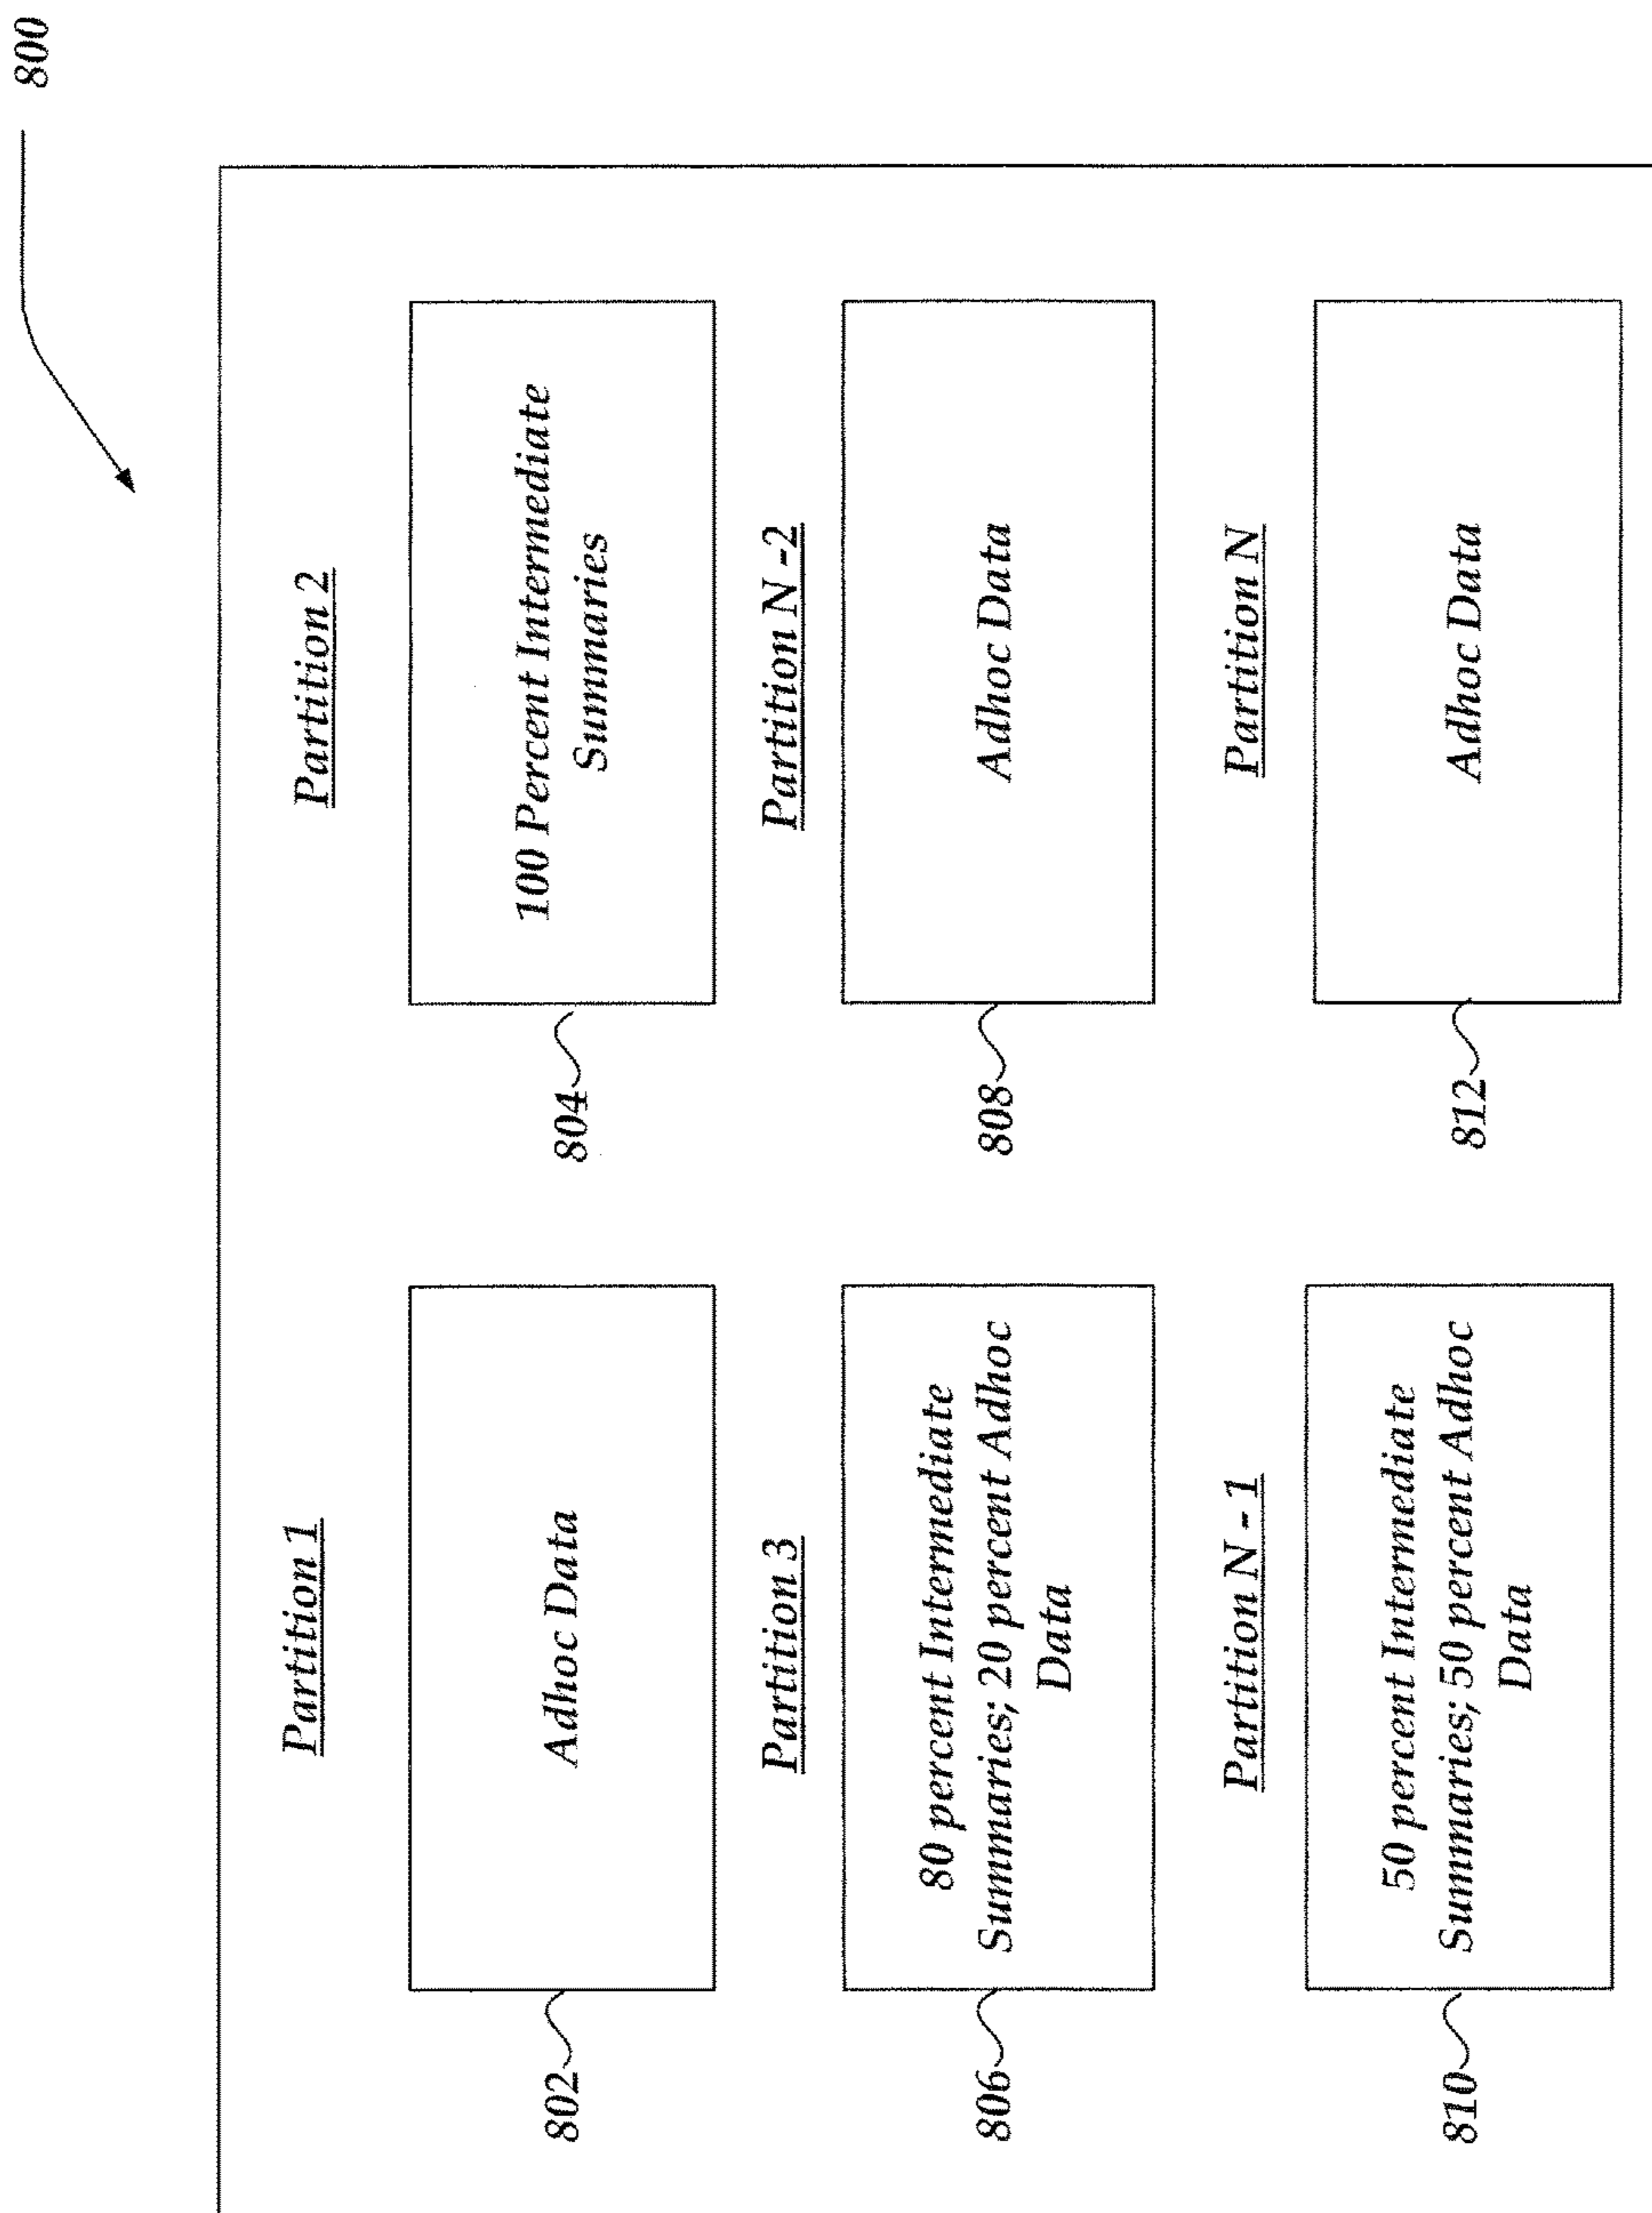 800
Partition 1
Partition 2
Adhoc Data
802
100 Percent Intermediate
Summaries
804
Partition 3
Partition N -2
80 percent Intermediate
Summaries; 20 percent Adhoc
Data
806
Adhoc Data
808
Partition N - 1
Partition N
50 percent Intermediate
Summaries; 50 percent Adhoc
Data
810
Adhoc Data
812